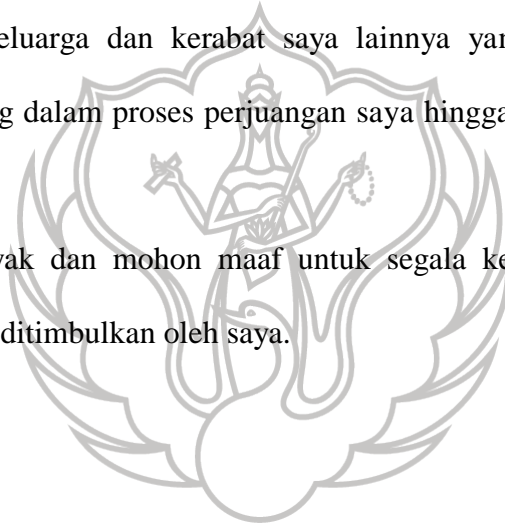 eluarga dan kerabat saya lainnya yan
g dalam proses perjuangan saya hingga
yak dan mohon maaf untuk segala ke
ditimbulkan oleh saya.